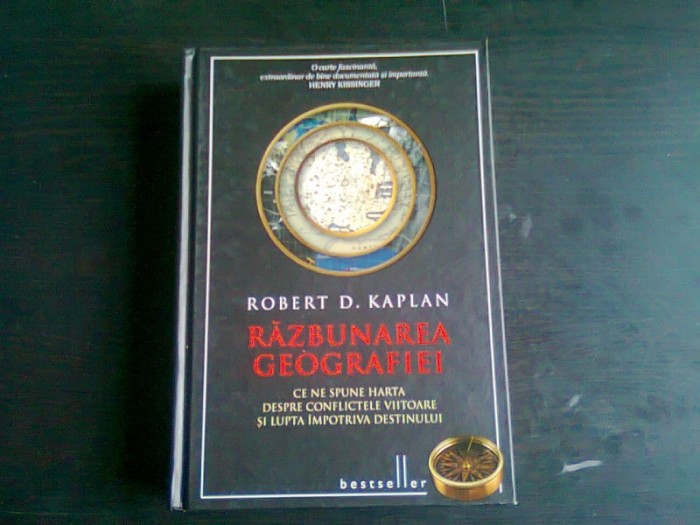 O carte fascinantă,
extraordinar de bine documentată și importantă.
HENRY KISSINGER
ROBERT D. KAPLAN
RĂZBUNAREA
GEOGRAFIEI
CE NE SPUNE HARTA
DESPRE CONFLICTELE VIITOARE
ȘI LUPTA ÎMPOTRIVA DESTINULUI
bestseller